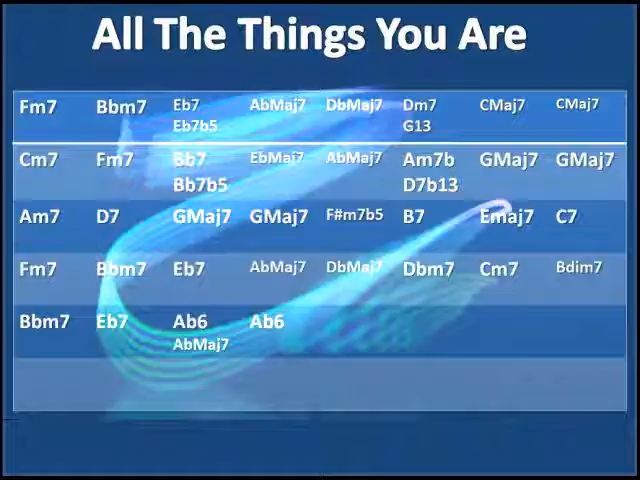 All The Things You Are
Fm7 Bbm7 Eb7 AbMaj7 DbMaj7 Dm7 CMaj7 CMaj7
Eb7b5 G13
Cm7 Fm7 Bb7 EbMaj7 AbMaj7 Am7b GMaj7 GMaj7
Bb7b5 D7b13
Am7 D7 GMaj7 GMaj7 F#m7b5 B7 Emaj7 C7
Fm7 Bbm7 Eb7 AbMaj7 DbMaj7 Dbm7 Cm7 Bdim7
Bbm7 Eb7 Ab6 Ab6
AbMaj7